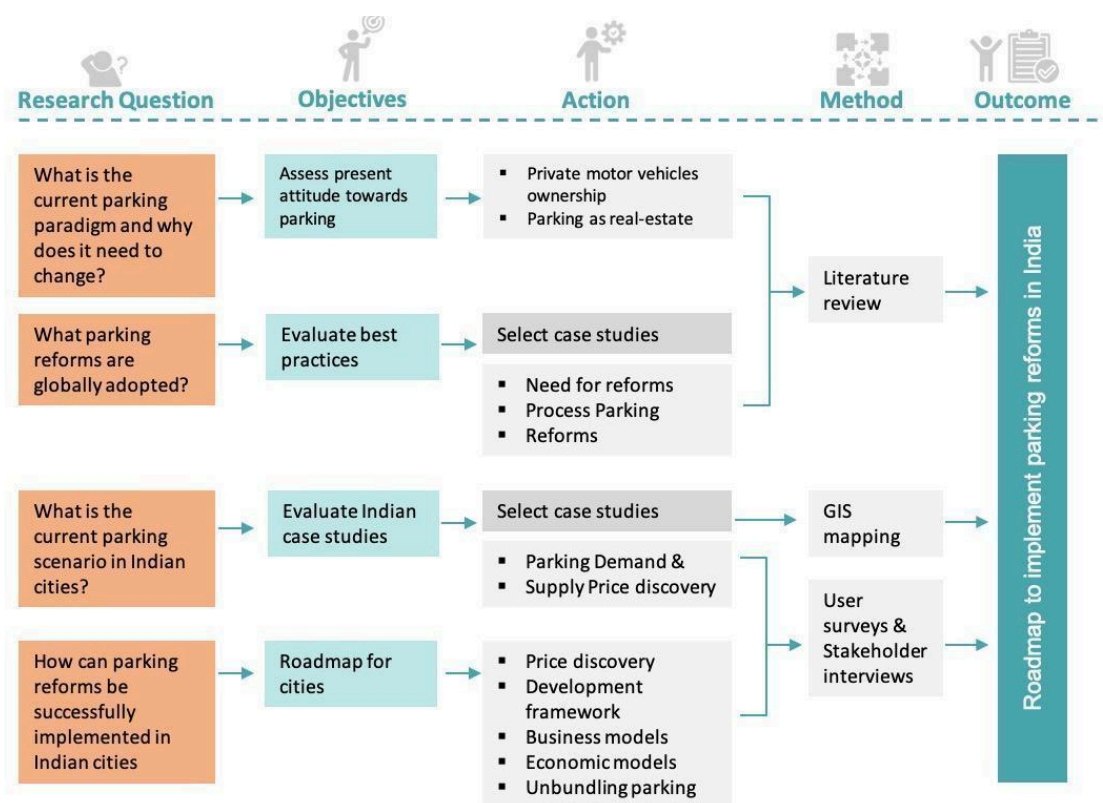 ?
Research Question
Objectives
Action
Method
Outcome
What is the
current parking
paradigm and why
does it need to
change?
Assess present
attitude towards
parking
▪ Private motor vehicles
ownership
▪ Parking as real-estate
Literature
review
What parking
reforms are
globally adopted?
Evaluate best
practices
Select case studies
▪ Need for reforms
▪ Process Parking
▪ Reforms
What is the
current parking
scenario in Indian
cities?
Evaluate Indian
case studies
Select case studies
▪ Parking Demand &
▪ Supply Price discovery
GIS
mapping
User
surveys &
Stakeholder
interviews
How can parking
reforms be
successfully
implemented in
Indian cities
Roadmap for
cities
▪ Price discovery
▪ Development
framework
▪ Business models
▪ Economic models
▪ Unbundling parking
Roadmap to implement parking reforms in India